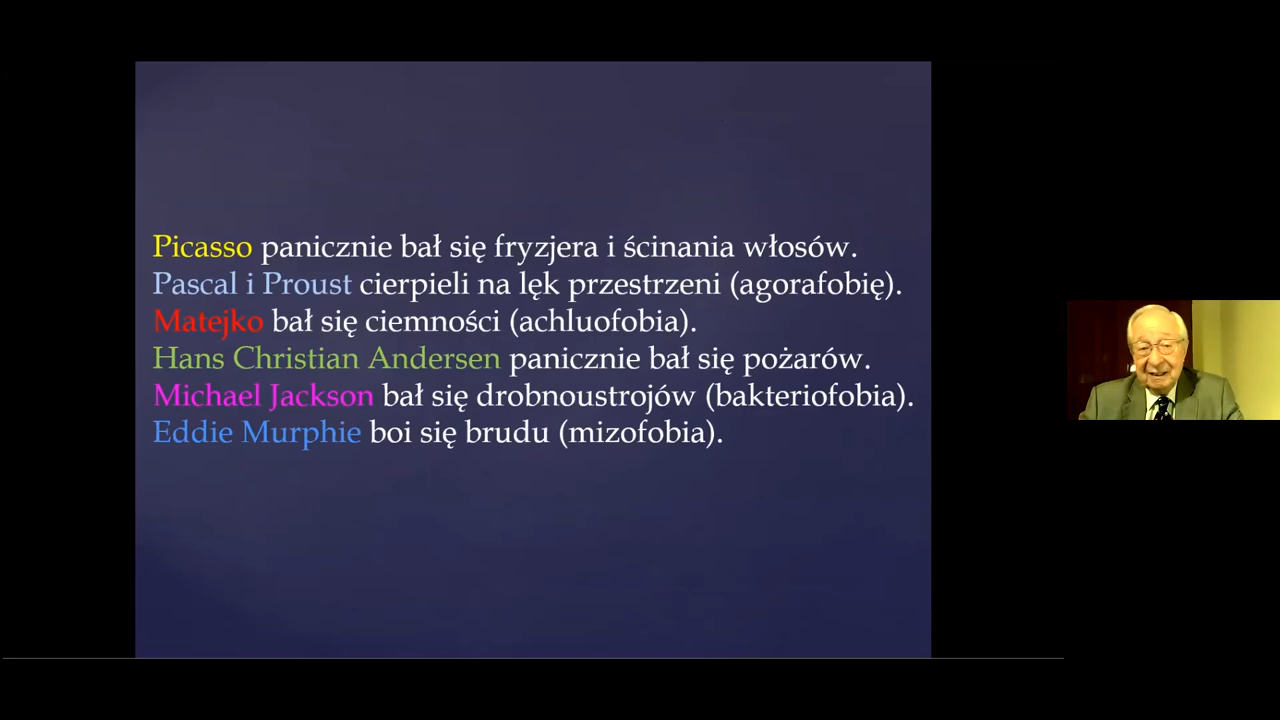 Picasso panicznie bał się fryzjera i ścinania włosów.
Pascal i Proust cierpieli na lęk przestrzeni (agorafobię).
Matejko bał się ciemności (achluofobia).
Hans Christian Andersen panicznie bał się pożarów.
Michael Jackson bał się drobnoustrojów (bakteriofobia).
Eddie Murphie boi się brudu (mizofobia).